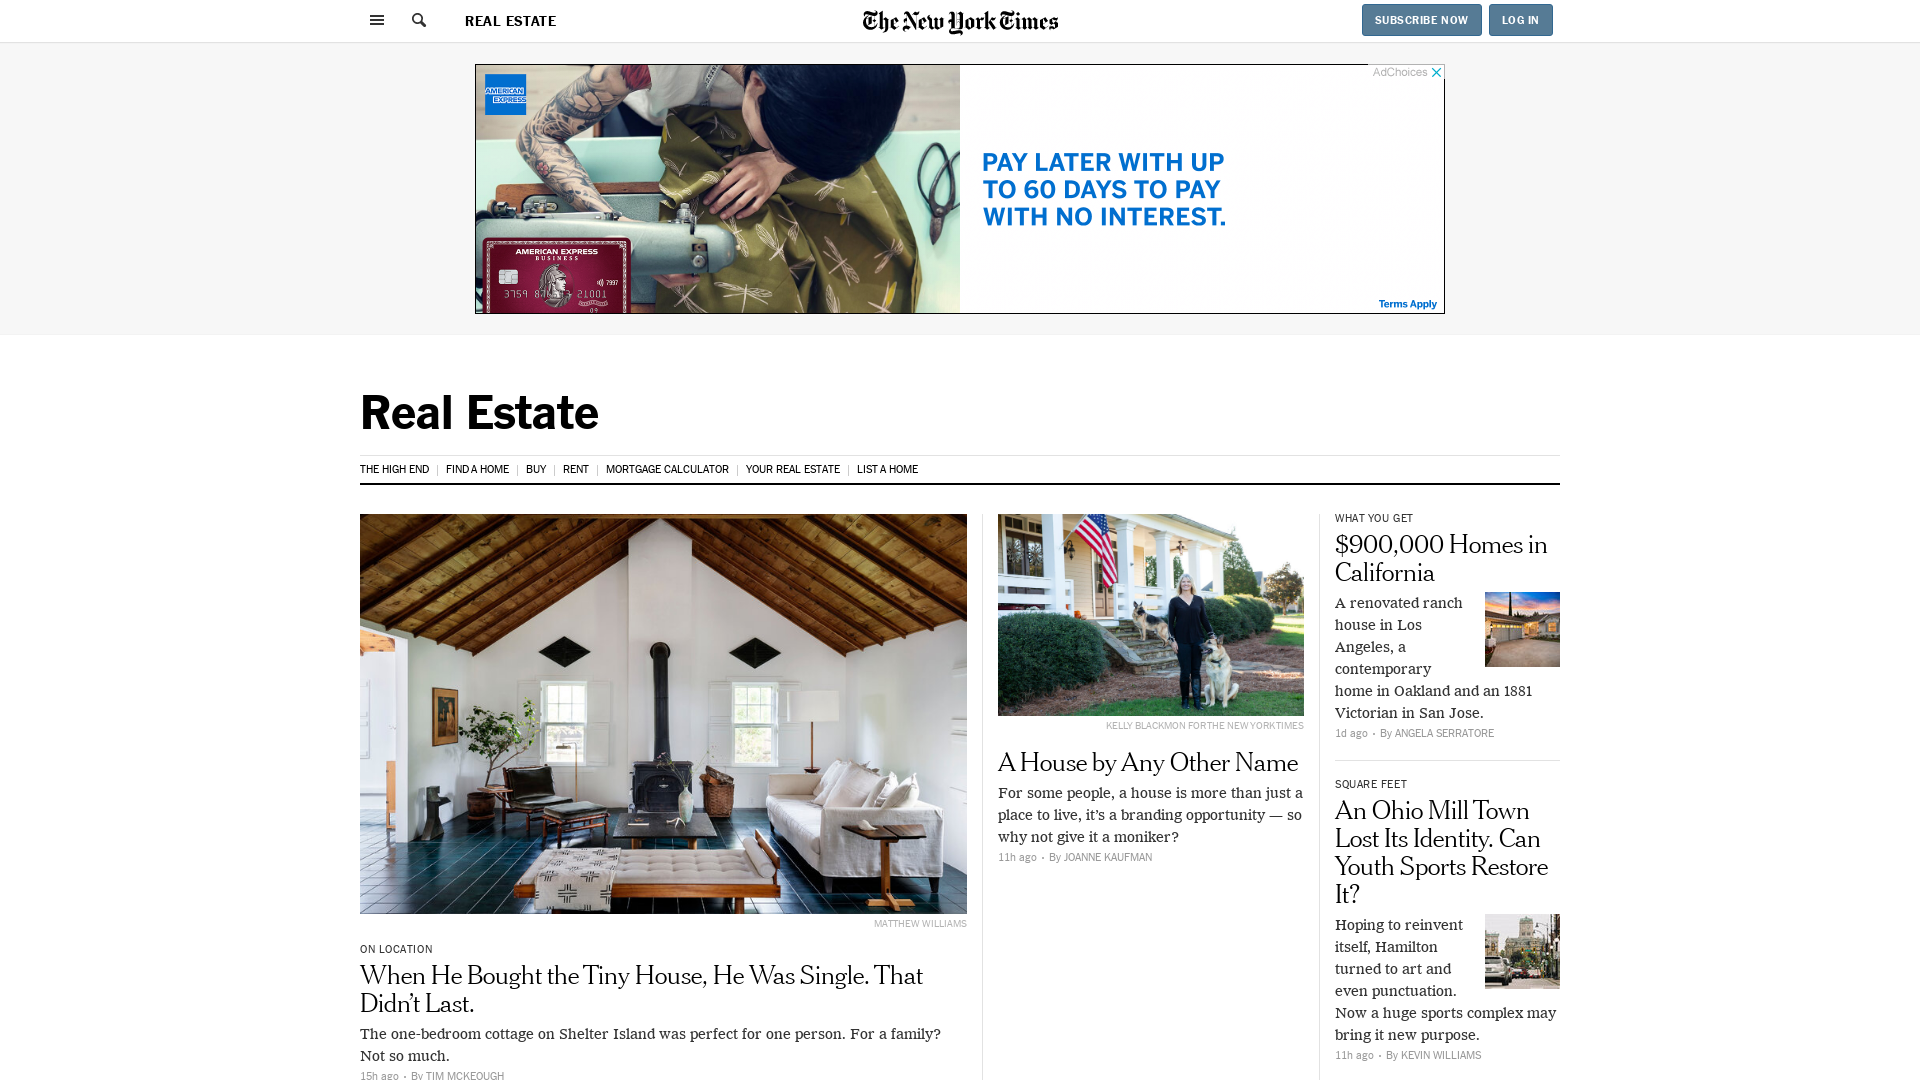 REAL ESTATE
The New York Times
SUBSCRIBE NOW
LOG IN
AdChoices
AMERICAN
EXPRESS
PAY LATER WITH UP
TO 60 DAYS TO PAY
WITH NO INTEREST.
AMERICAN EXPRESS
BUSINESS
7997
3759
21001
09
Terms Apply
Real Estate
THE HIGH END
FIND A HOME
BUY
RENT
MORTGAGE CALCULATOR
YOUR REAL ESTATE
LIST A HOME
MATTHEW WILLIAMS
ON LOCATION
When He Bought the Tiny House, He Was Single. That
Didn’t Last.
The one-bedroom cottage on Shelter Island was perfect for one person. For a family?
Not so much.
15h ago • By TIM MCKEOUGH
KELLY BLACKMON FOR THE NEW YORK TIMES
A House by Any Other Name
For some people, a house is more than just a
place to live, it’s a branding opportunity — so
why not give it a moniker?
11h ago • By JOANNE KAUFMAN
WHAT YOU GET
$900,000 Homes in
California
A renovated ranch
house in Los
Angeles, a
contemporary
home in Oakland and an 1881
Victorian in San Jose.
1d ago • By ANGELA SERRATORE
SQUARE FEET
An Ohio Mill Town
Lost Its Identity. Can
Youth Sports Restore
It?
Hoping to reinvent
itself, Hamilton
turned to art and
even punctuation.
Now a huge sports complex may
bring it new purpose.
11h ago • By KEVIN WILLIAMS